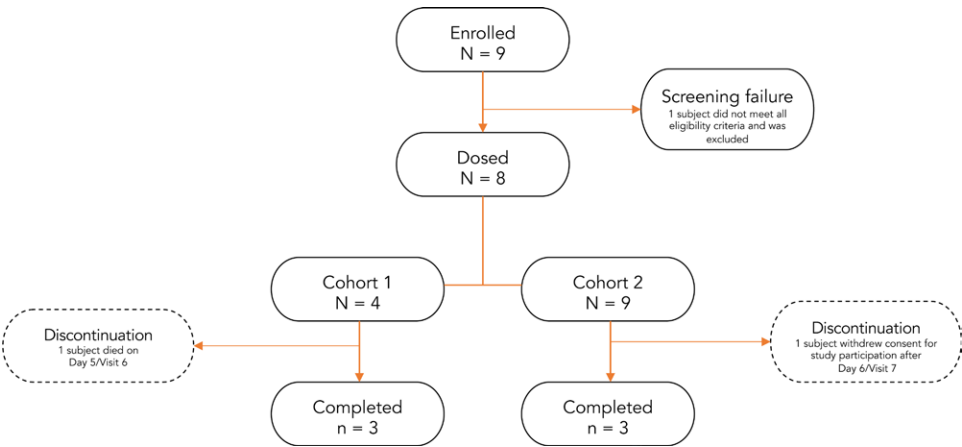 Enrolled
N = 9
Screening failure
1 subject did not meet all
eligibility criteria and was
excluded
Dosed
N = 8
Cohort 1
N = 4
Cohort 2
N = 9
Discontinuation
1 subject died on
Day 5/Visit 6
Discontinuation
1 subject withdrew consent for
study participation after
Day 6/Visit 7
Completed
n = 3
Completed
n = 3